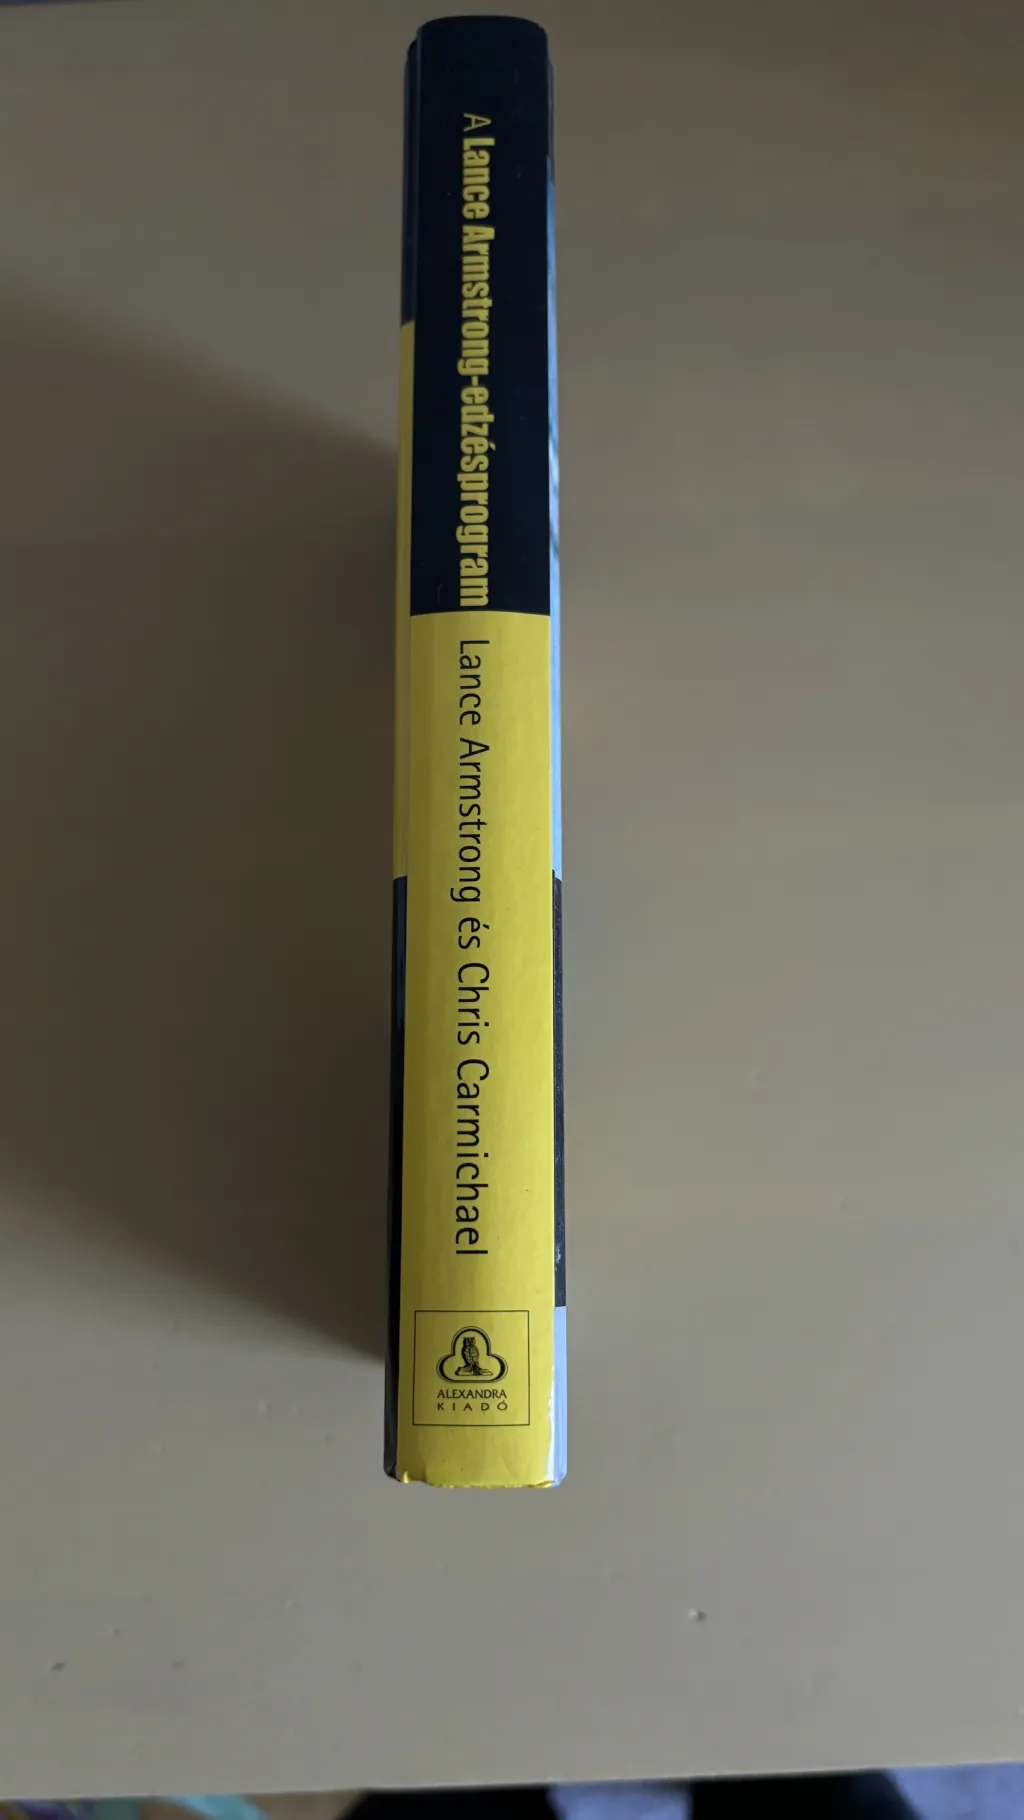 A Lance Armstrong-edzésprogram
Lance Armstrong és Chris Carmichael
ALEXANDRA
KIADÓ